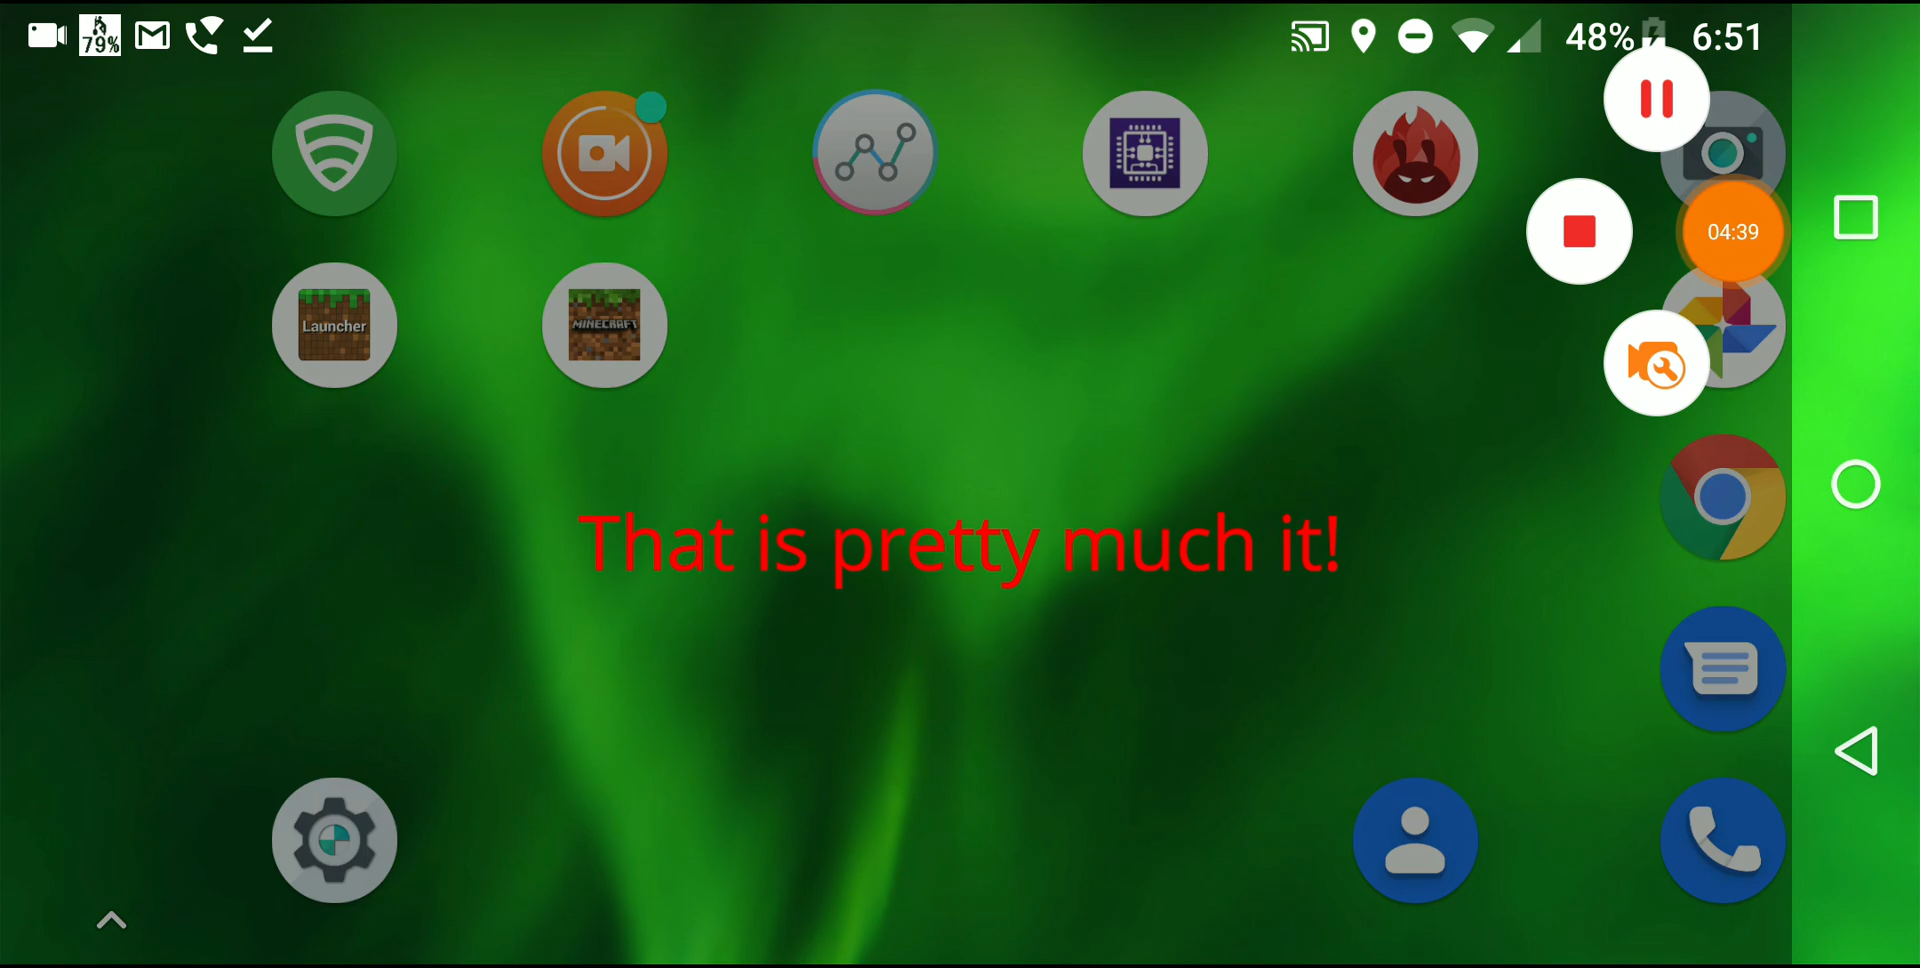 79%
48% 6:51
04:39
Launcher
MINECRAFT
That is pretty much it!